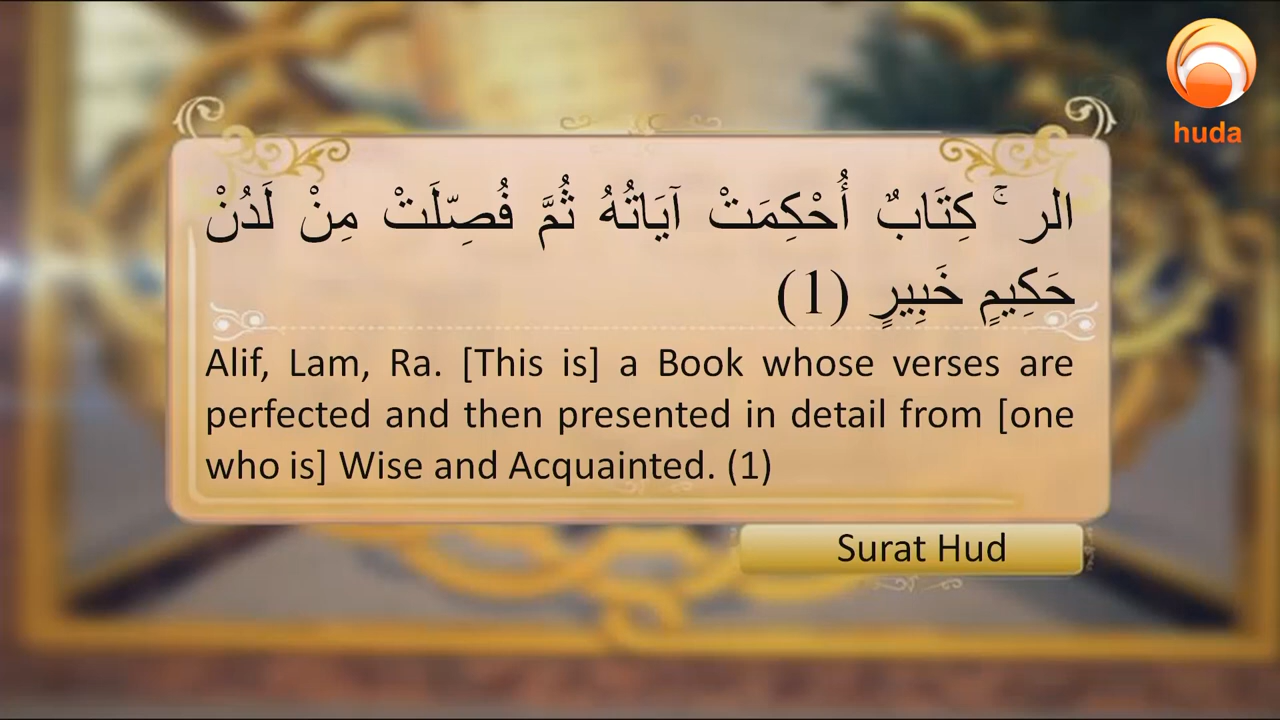 huda
الر ۚ كِتَابٌ أُحْكِمَتْ آيَاتُهُ ثُمَّ فُصِّلَتْ مِنْ لَدُنْ
حَكِيمٍ خَبِيرٍ (1)
Alif, Lam, Ra. [This is] a Book whose verses are
perfected and then presented in detail from [one
who is] Wise and Acquainted. (1)
Surat Hud